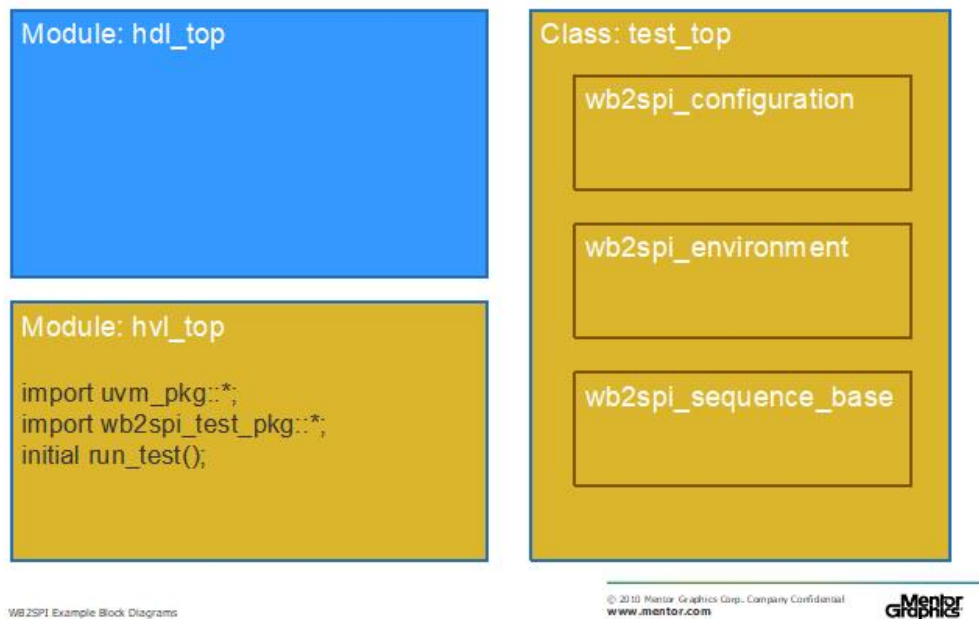 Module: hdl_top
Module: hvl_top
import uvm_pkg::*;
import wb2spi_test_pkg::*;
initial run_test();
Class: test_top
wb2spi_configuration
wb2spi_environment
wb2spi_sequence_base
WB2SPI Example Block Diagrams
© 2010 Mentor Graphics Corp. Company Confidential
www.mentor.com
Mentor
Graphics